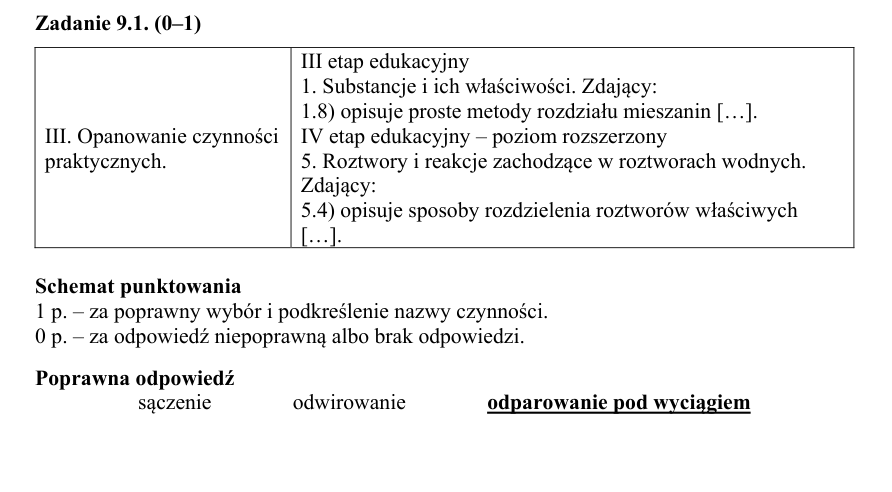 Zadanie 9.1. (0–1)
III. Opanowanie czynności
praktycznych.
III etap edukacyjny
1. Substancje i ich właściwości. Zdający:
1.8) opisuje proste metody rozdziału mieszanin […].
IV etap edukacyjny – poziom rozszerzony
5. Roztwory i reakcje zachodzące w roztworach wodnych.
Zdający:
5.4) opisuje sposoby rozdzielenia roztworów właściwych
[…].
Schemat punktowania
1 p. – za poprawny wybór i podkreślenie nazwy czynności.
0 p. – za odpowiedź niepoprawną albo brak odpowiedzi.
Poprawna odpowiedź
sączenie odwirowanie odparowanie pod wyciągiem